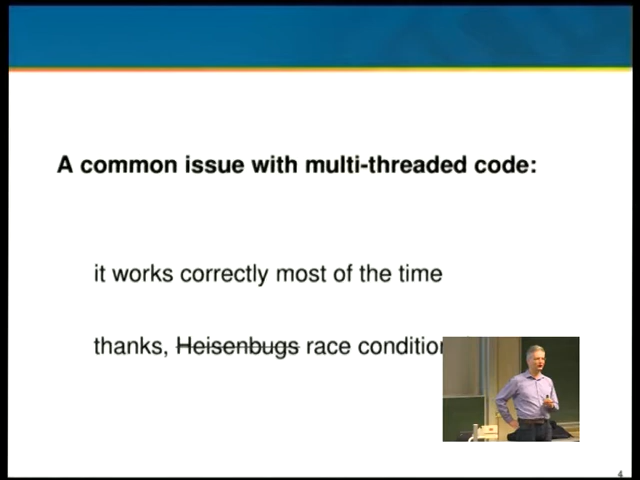 A common issue with multi-threaded code:
it works correctly most of the time
thanks, Heisenbugs race
4